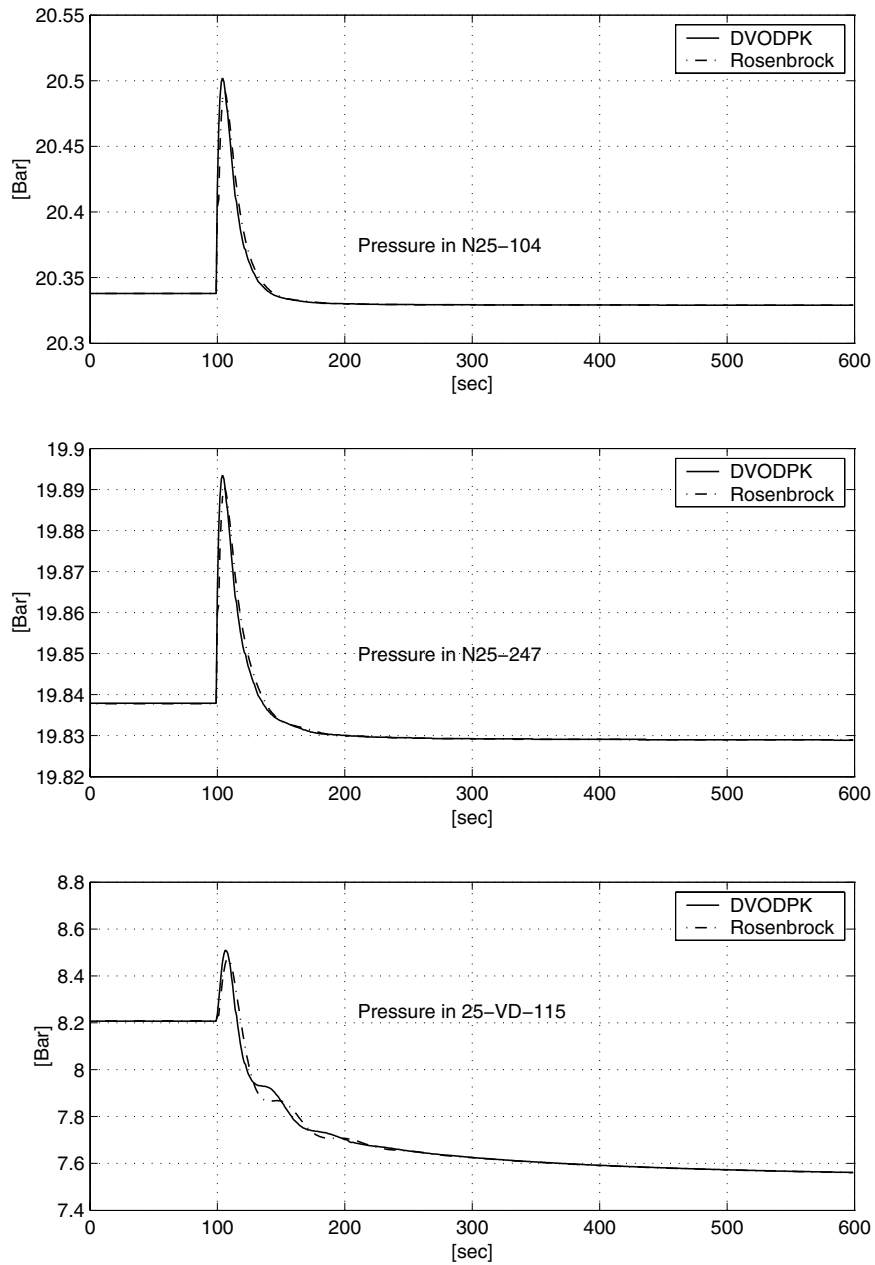 20.55
DVODPK
Rosenbrock
20.5
20.45
[Bar]
20.4
Pressure in N25−104
20.35
20.3
0 100 200 300 400 500 600
[sec]
19.9
DVODPK
Rosenbrock
19.89
19.88
19.87
[Bar]
19.86
19.85
Pressure in N25−247
19.84
19.83
19.82
0 100 200 300 400 500 600
[sec]
8.8
DVODPK
Rosenbrock
8.6
8.4
Pressure in 25−VD−115
8.2
[Bar]
8
7.8
7.6
7.4
0 100 200 300 400 500 600
[sec]